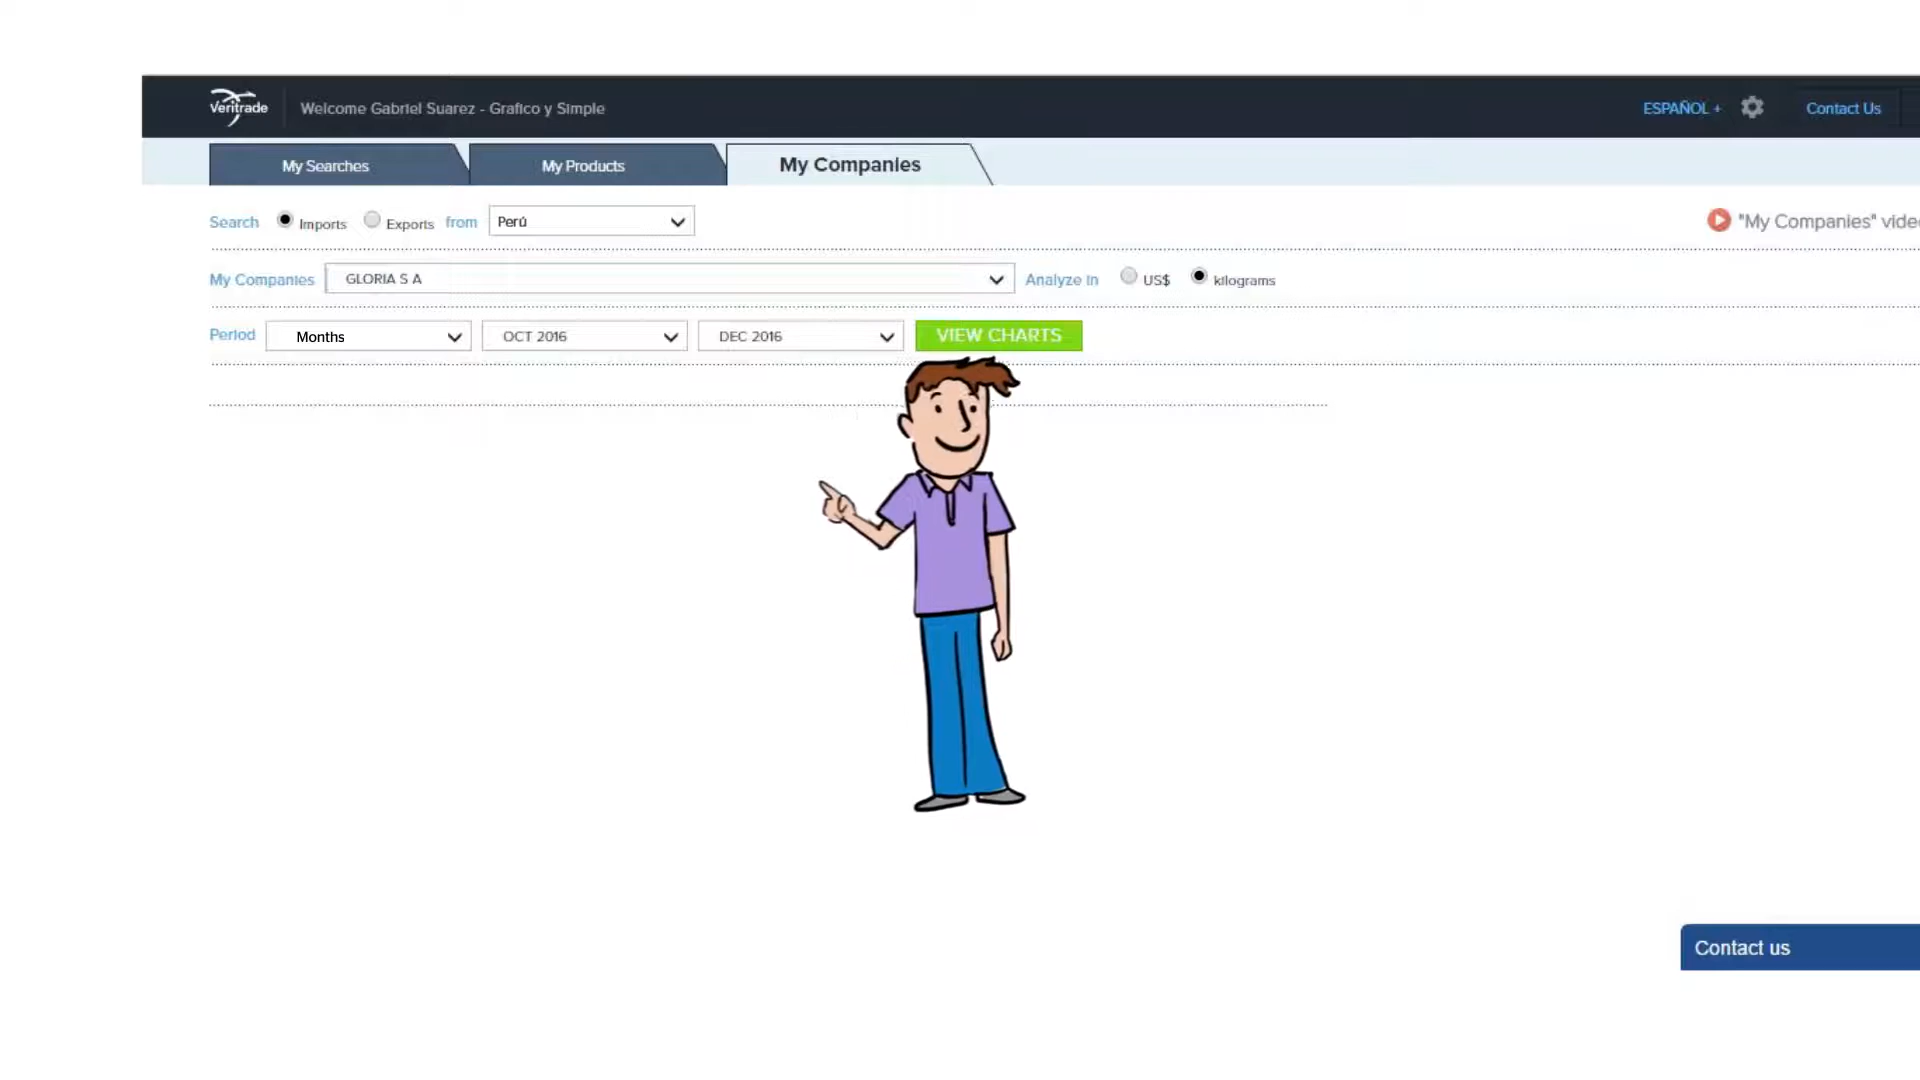 Veritrade Welcome Gabriel Suarez - Grafico y Simple ESPAÑOL + Contact Us
My Searches My Products My Companies
Search Imports Exports from Perú "My Companies"
My Companies GLORIA S A Analyze in US$ kilograms
Period Months OCT 2016 DEC 2016 VIEW CHARTS
Contact us